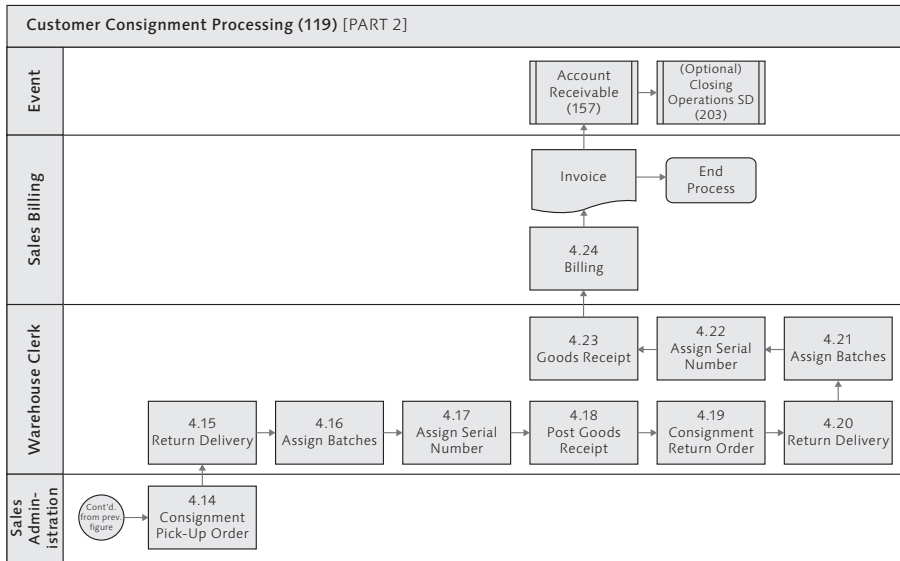 Customer Consignment Processing (119) [PART 2]
Event
Account
Receivable
(157)
(Optional)
Closing
Operations SD
(203)
Sales Billing
Invoice
End
Process
4.24
Billing
Warehouse Clerk
4.23
Goods Receipt
4.22
Assign Serial
Number
4.21
Assign Batches
4.15
Return Delivery
4.16
Assign Batches
4.17
Assign Serial
Number
4.18
Post Goods
Receipt
4.19
Consignment
Return Order
4.20
Return Delivery
Sales
Admin-
istration
Cont'd.
from prev.
figure
4.14
Consignment
Pick-Up Order